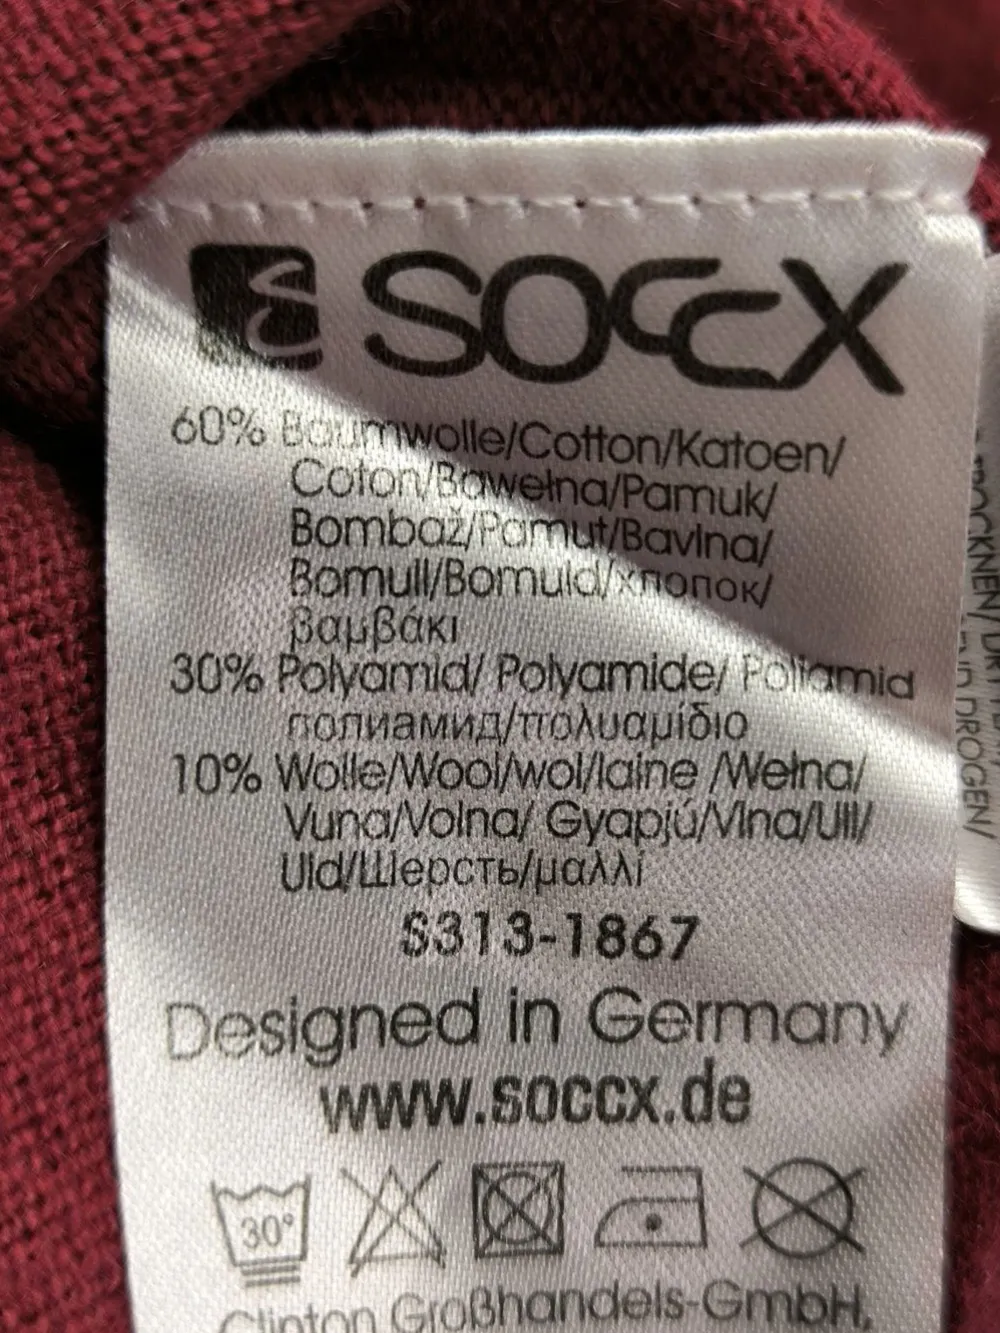 SOCCX
60% Baumwolle/Cotton/Katoen/
Coton/Bawełna/Pamuk/
Bombaž/Pamut/Bavlna/
Bomull/Bomuld/хлопок/
βαμβάκι
30% Polyamid/ Polyamide/ Poliamid
полиамид/πολυαμίδιο
10% Wolle/Wool/wol/laine /Wełna/
Vuna/Volna/ Gyapjú/Vlna/Ull/
Uld/Шерсть/μαλλί
S313-1867
Designed in Germany
www.soccx.de
30°
Clinton Großhandels-GmbH,
TROCKNEN/
DROGEN/